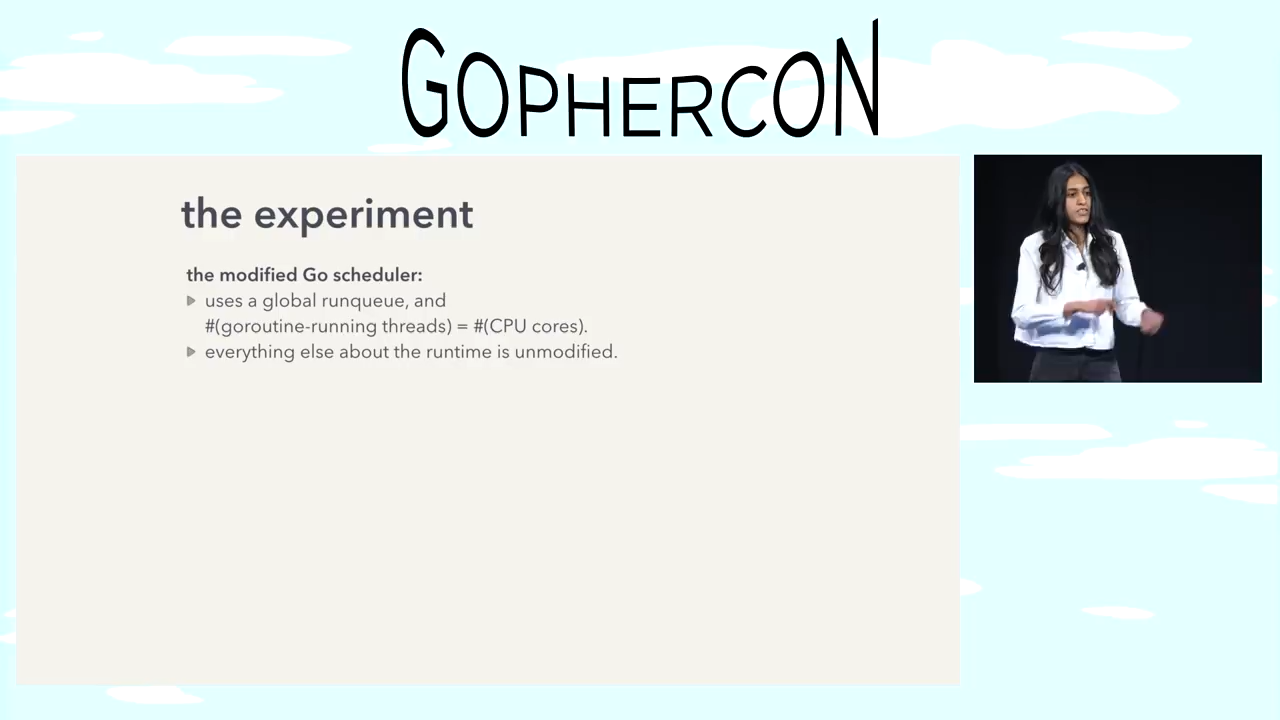 GOPHERCON
the experiment
the modified Go scheduler:
uses a global runqueue, and
#(goroutine-running threads) = #(CPU cores).
everything else about the runtime is unmodified.